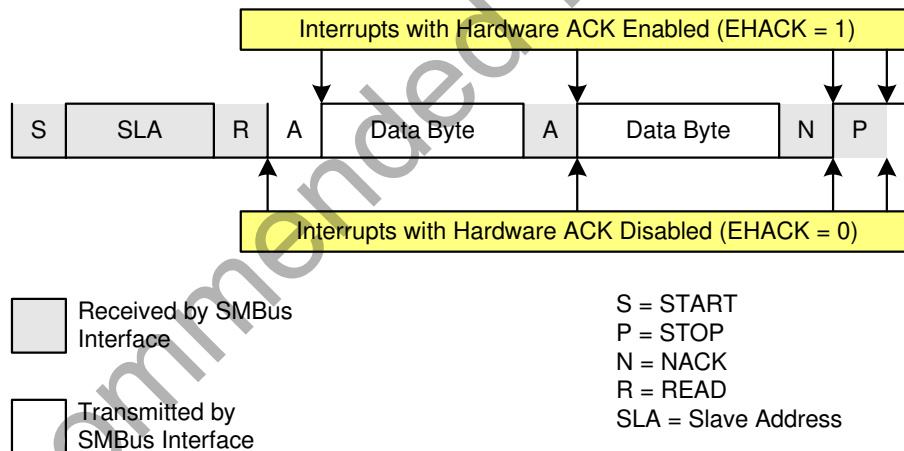 Interrupts with Hardware ACK Enabled (EHACK = 1)
S SLA R A Data Byte A Data Byte N P
Interrupts with Hardware ACK Disabled (EHACK = 0)
Received by SMBus
Interface
Transmitted by
SMBus Interface
S = START
P = STOP
N = NACK
R = READ
SLA = Slave Address
ommended